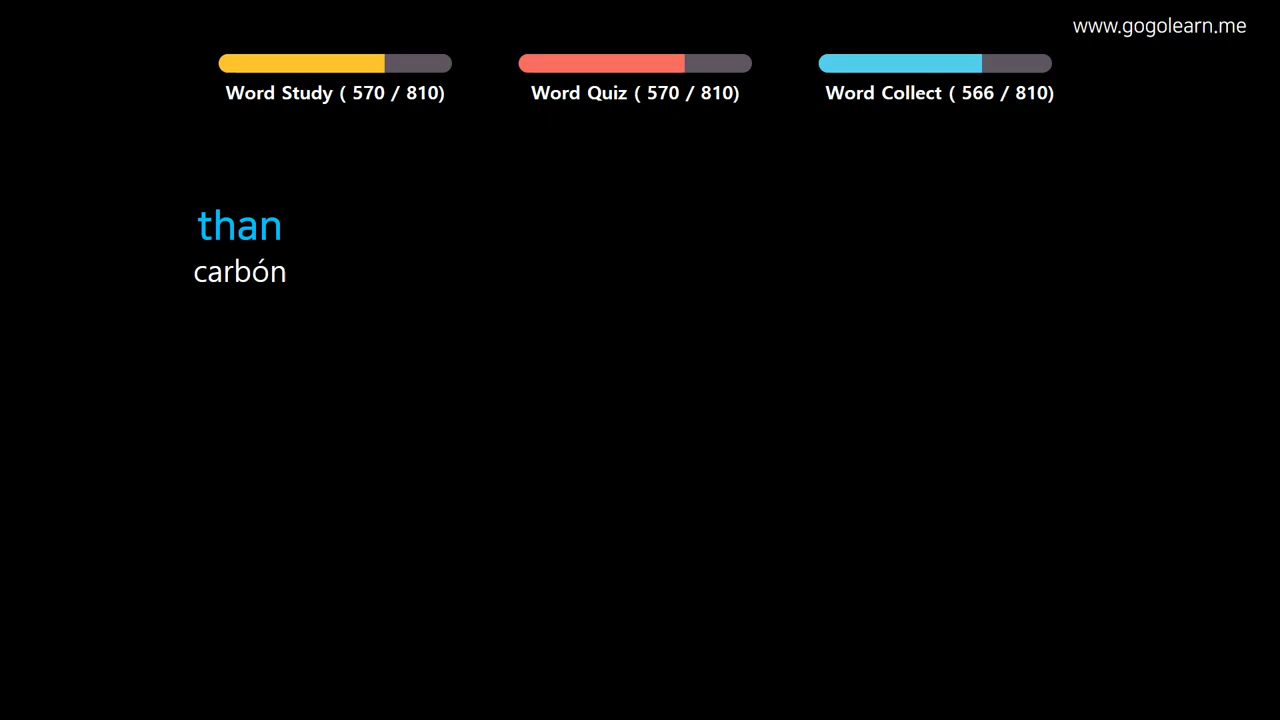 www.gogolearn.me
Word Study ( 570 / 810)
Word Quiz ( 570 / 810)
Word Collect ( 566 / 810)
than
carbón